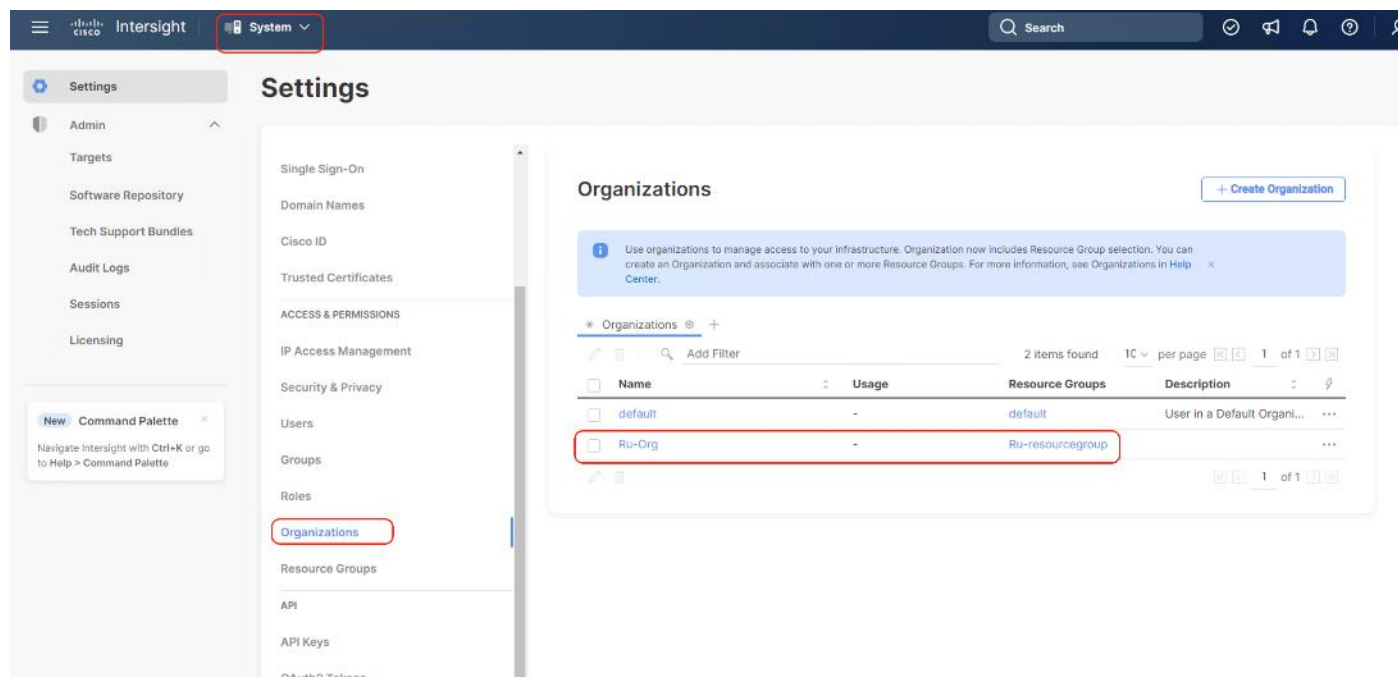 cisco Intersight
System
Search
Settings
Admin
Targets
Software Repository
Tech Support Bundles
Audit Logs
Sessions
Licensing
New Command Palette ×
Navigate Intersight with Ctrl+K or go
to Help > Command Palette
Settings
Single Sign-On
Domain Names
Cisco ID
Trusted Certificates
ACCESS & PERMISSIONS
IP Access Management
Security & Privacy
Users
Groups
Roles
Organizations
Resource Groups
API
API Keys
OAuth2 Tokens
Organizations
+ Create Organization
Use organizations to manage access to your infrastructure. Organization now includes Resource Group selection. You can
create an Organization and associate with one or more Resource Groups. For more information, see Organizations in Help ×
Center.
* Organizations +
Add Filter 2 items found 10 per page 1 of 1
Name Usage Resource Groups Description
default - default User in a Default Organi... ...
Ru-Org - Ru-resourcegroup ...
1 of 1